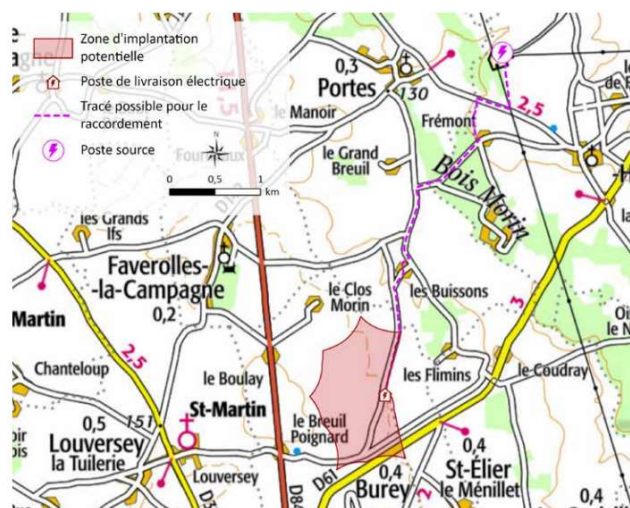 Zone d'implantation
potentielle
Poste de livraison électrique
Tracé possible pour le
raccordement
Poste source
N
0 0,5 1 km
11,5
0,3
Portes
130
le Manoir
le Grand
Breuil
Frémont
2,5
Bois Morin
les Grands
Ifs
Faverolles-
-la-Campagne
0,2
le Clos
Morin
les Buissons
3
Martin
2,5
Chanteloup
le Boulay
les Flimins
le Coudray
St-Martin
0,5
151
Louversey
la Tuilerie
le Breuil
Poignard
Louversey
D61
D84
0,4
Burey
2
0,4
St-Élier
le Ménillet
0,4